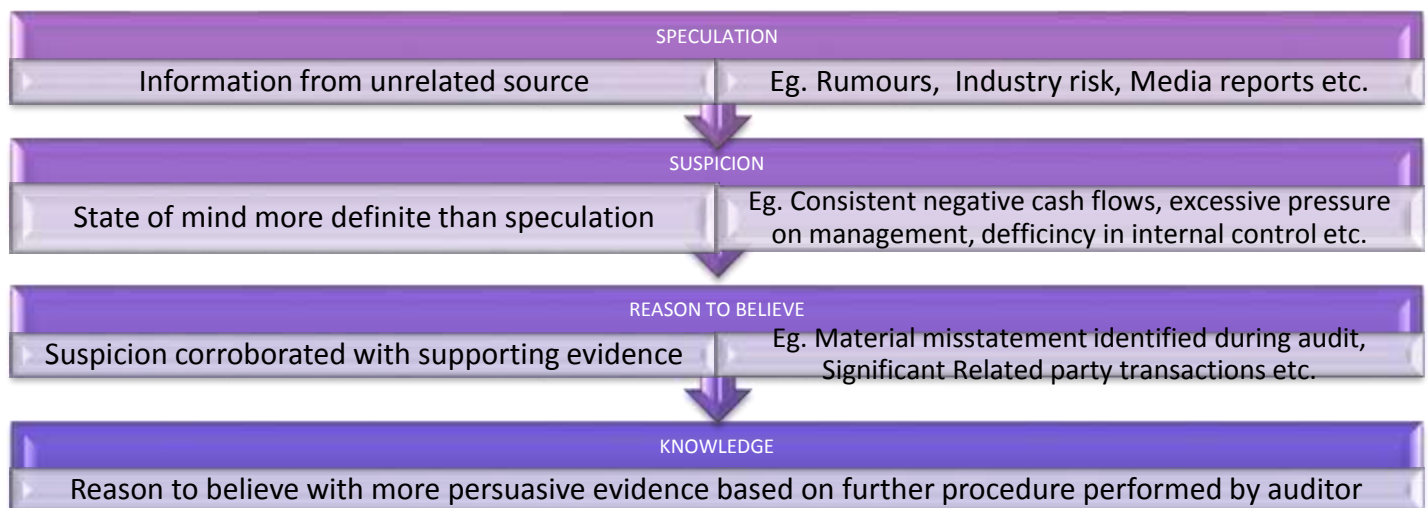 SPECULATION
Information from unrelated source
Eg. Rumours, Industry risk, Media reports etc.
SUSPICION
State of mind more definite than speculation
Eg. Consistent negative cash flows, excessive pressure
on management, defficincy in internal control etc.
REASON TO BELIEVE
Suspicion corroborated with supporting evidence
Eg. Material misstatement identified during audit,
Significant Related party transactions etc.
KNOWLEDGE
Reason to believe with more persuasive evidence based on further procedure performed by auditor